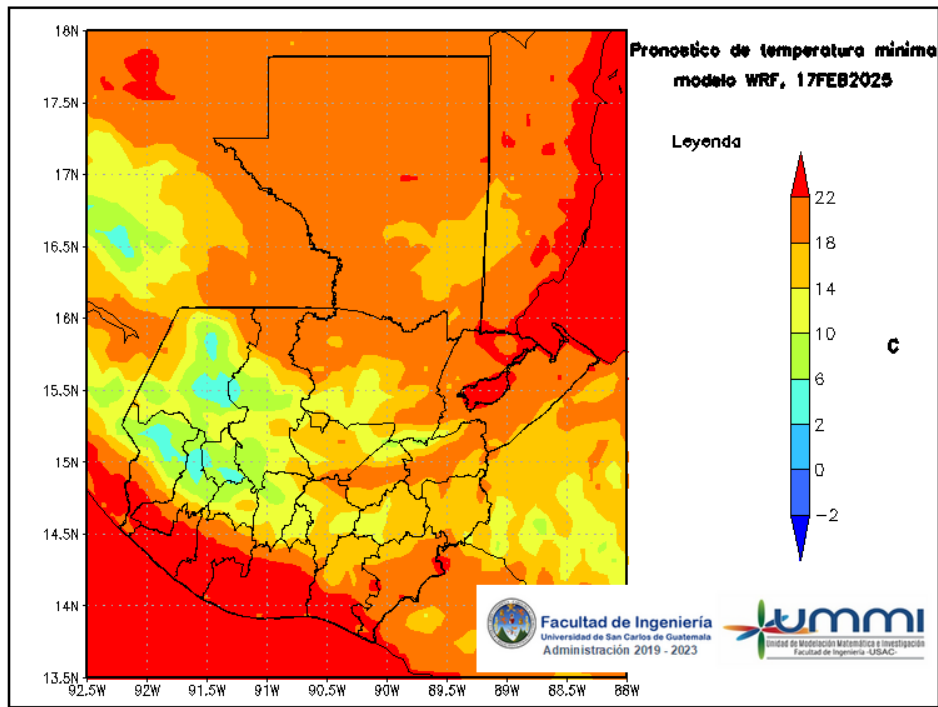 Pronostico de temperatura minima
modelo WRF, 17FEB2025
Leyenda
22
18
14
10
6
2
0
−2
C
18N
17.5N
17N
16.5N
16N
15.5N
15N
14.5N
14N
13.5N
92.5W 92W 91.5W 91W 90.5W 90W 89.5W 89W 88.5W 88W
Facultad de Ingeniería
Universidad de San Carlos de Guatemala
Administración 2019 - 2023
UMMI
Unidad de Modelación Matemática e Investigación
Facultad de Ingeniería -USAC-